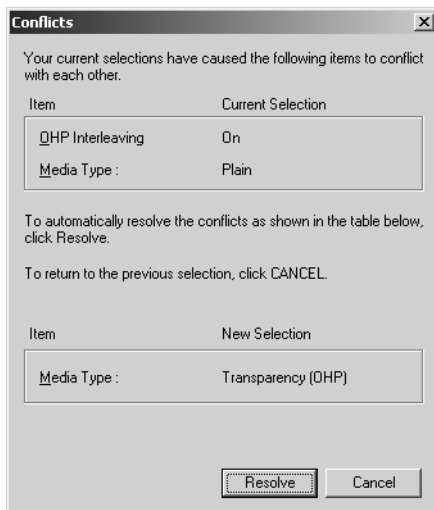 Conflicts
Your current selections have caused the following items to conflict
with each other.
Item Current Selection
OHP Interleaving On
Media Type : Plain
To automatically resolve the conflicts as shown in the table below,
click Resolve.
To return to the previous selection, click CANCEL.
Item New Selection
Media Type : Transparency (OHP)
Resolve Cancel